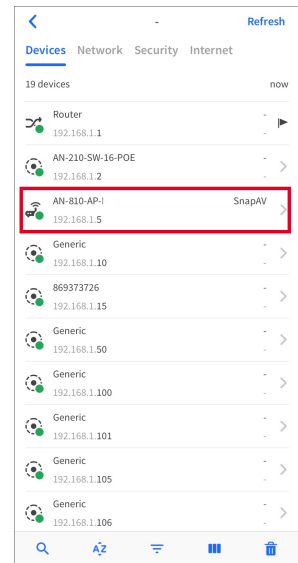 -
Refresh
Devices Network Security Internet
19 devices now
Router -
192.168.1.1
AN-210-SW-16-POE -
192.168.1.2 -
AN-810-AP-I SnapAV
192.168.1.5
Generic -
192.168.1.10 -
869373726 -
192.168.1.15 -
Generic -
192.168.1.50 -
Generic -
192.168.1.100 -
Generic -
192.168.1.101 -
Generic -
192.168.1.105 -
Generic -
192.168.1.106 -
AZ